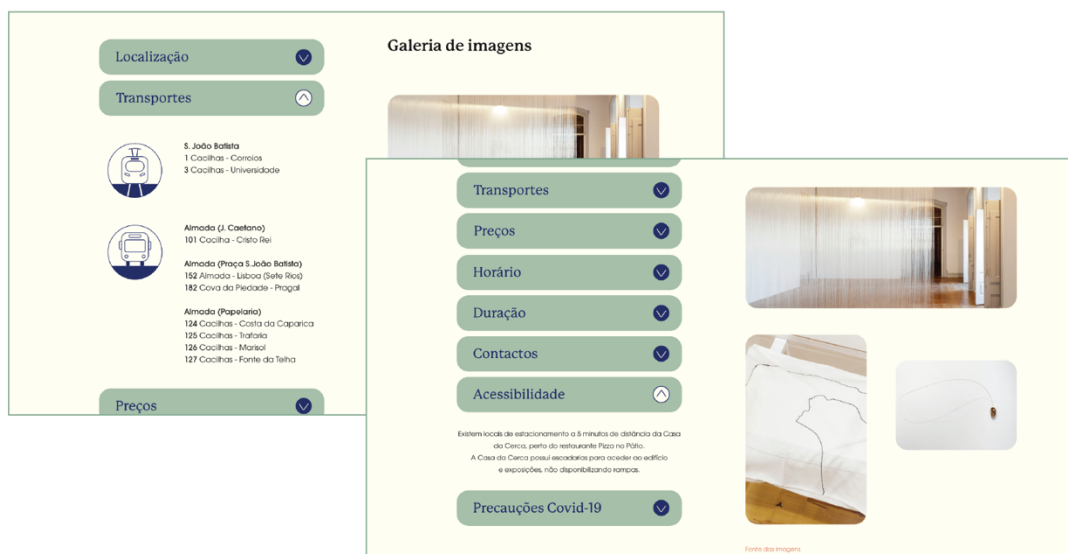 Localização
Transportes
S. João Batista
1 Cacilhas - Corroios
3 Cacilhas - Universidade
Almada (J. Caetano)
101 Cacilha - Cristo Rei
Almada (Praça S.João Batista)
152 Almada - Lisboa (Sete Rios)
182 Cova da Piedade - Pragal
Almada (Papelaria)
124 Cacilhas - Costa da Caparica
125 Cacilhas - Trafaria
126 Cacilhas - Marisol
127 Cacilhas - Fonte da Telha
Preços
Galeria de imagens
Transportes
Preços
Horário
Duração
Contactos
Acessibilidade
Existem locais de estacionamento a 5 minutos de distância da Casa
da Cerca, perto do restaurante Pizza no Pátio.
A Casa da Cerca possui escadarias para aceder ao edifício
e exposições, não disponibilizando rampas.
Precauções Covid-19
Fonte das imagens